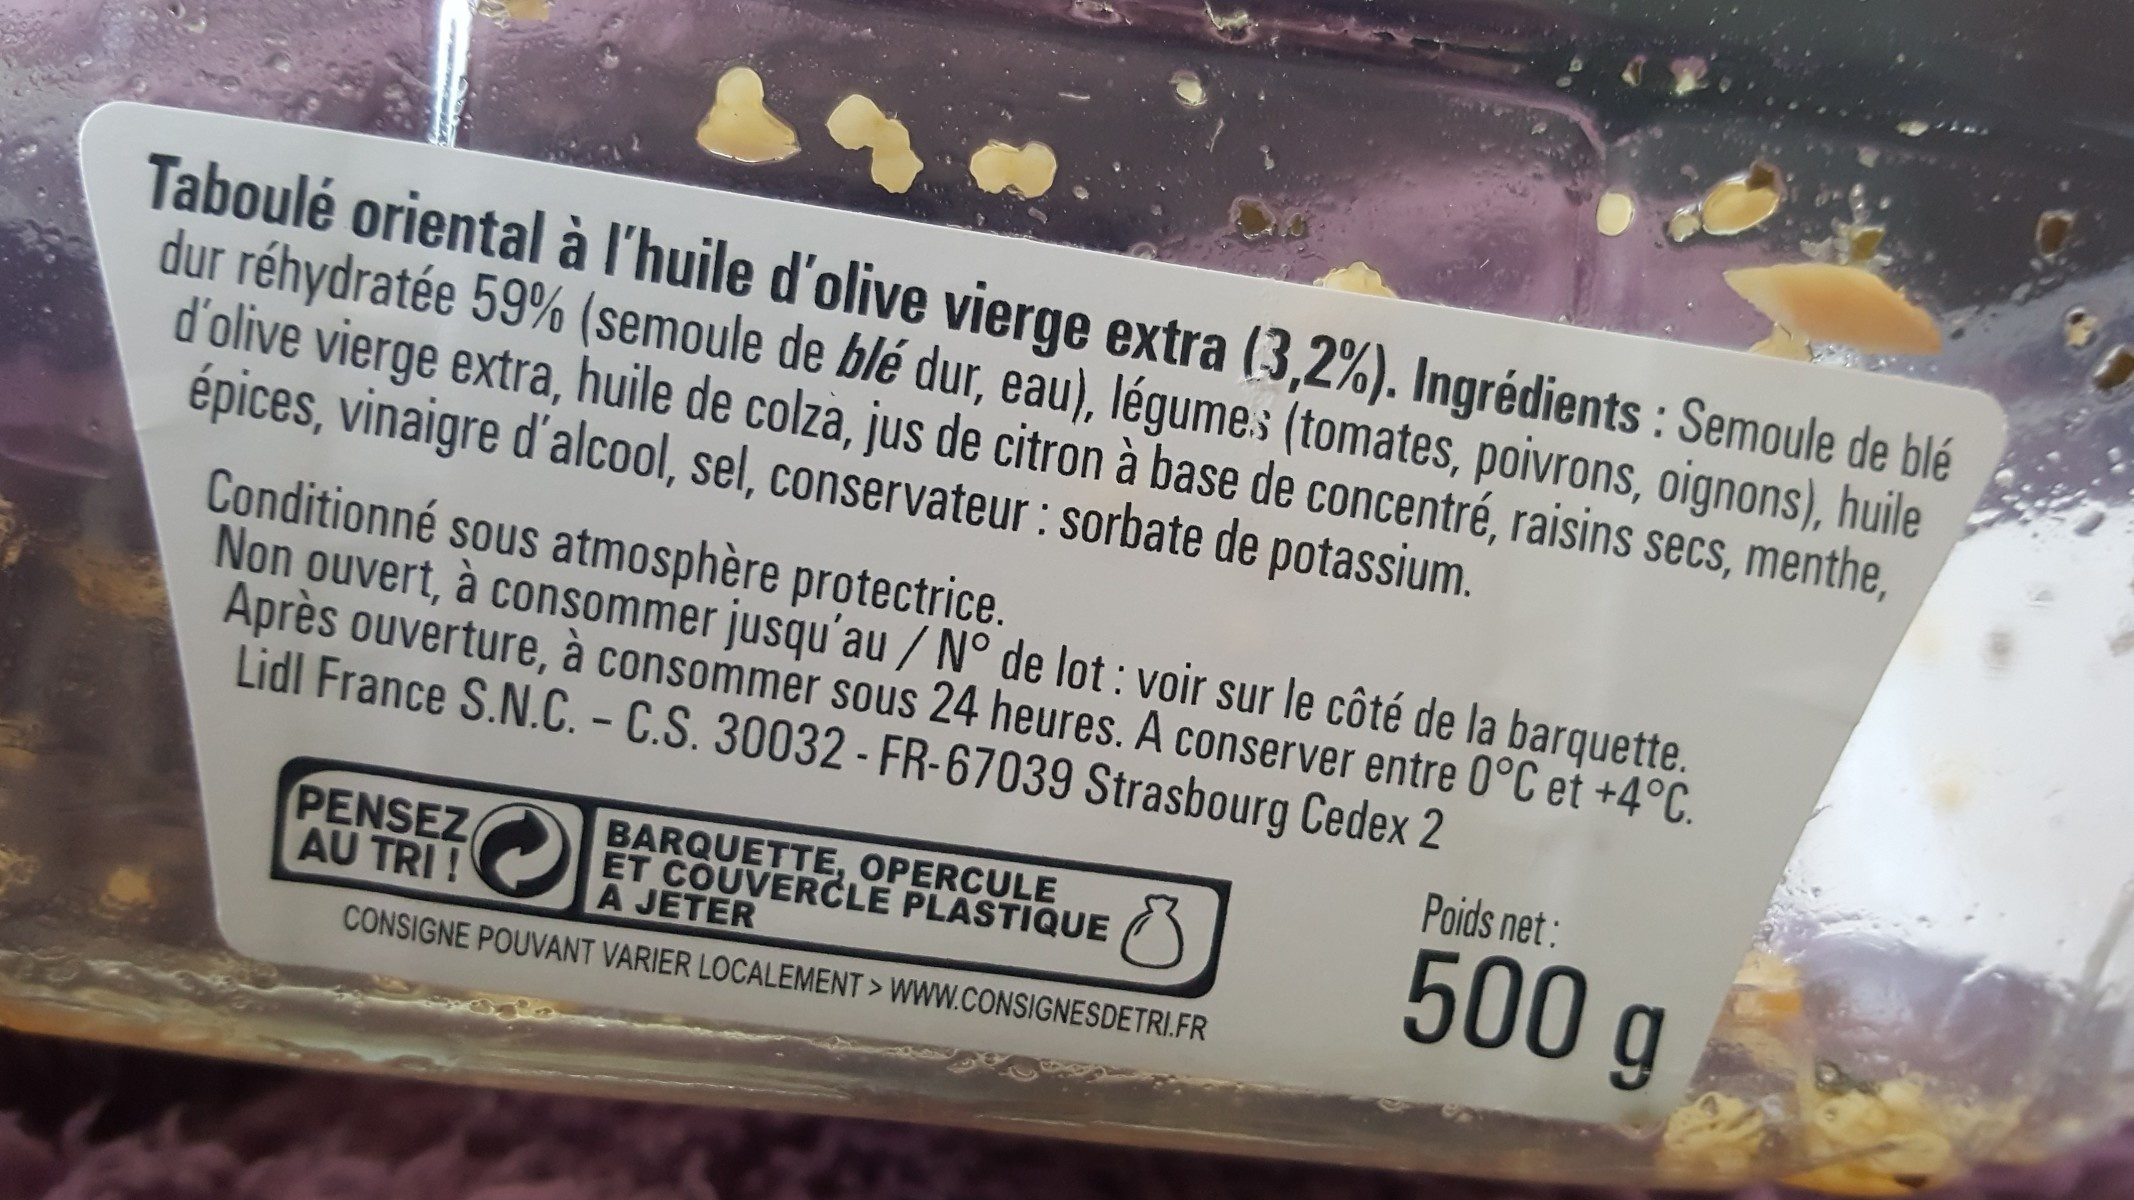 Taboulé oriental à l'huile d'olive vierge extra (3,2%). Ingrédients : Semoule de blé
dur réhydratée 59% (semoule de blé dur, eau), légumes (tomates, poivrons, oignons), huile
d'olive vierge extra, huile de colza, jus de citron à base de concentré, raisins secs, menthe,
épices, vinaigre d'alcool, sel, conservateur : sorbate de potassium.
Conditionné sous atmosphère protectrice.
Non ouvert, à consommer jusqu'au / N° de lot : voir sur le côté de la barquette.
Après ouverture, à consommer sous 24 heures. A conserver entre 0°C et +4°C.
Lidl France S.N.C. – C.S. 30032 - FR-67039 Strasbourg Cedex 2
PENSEZ
AU TRI !
BARQUETTE, OPERCULE
ET COUVERCLE PLASTIQUE
A JETER
CONSIGNE POUVANT VARIER LOCALEMENT > WWW.CONSIGNESDETRI.FR
Poids net :
500 g